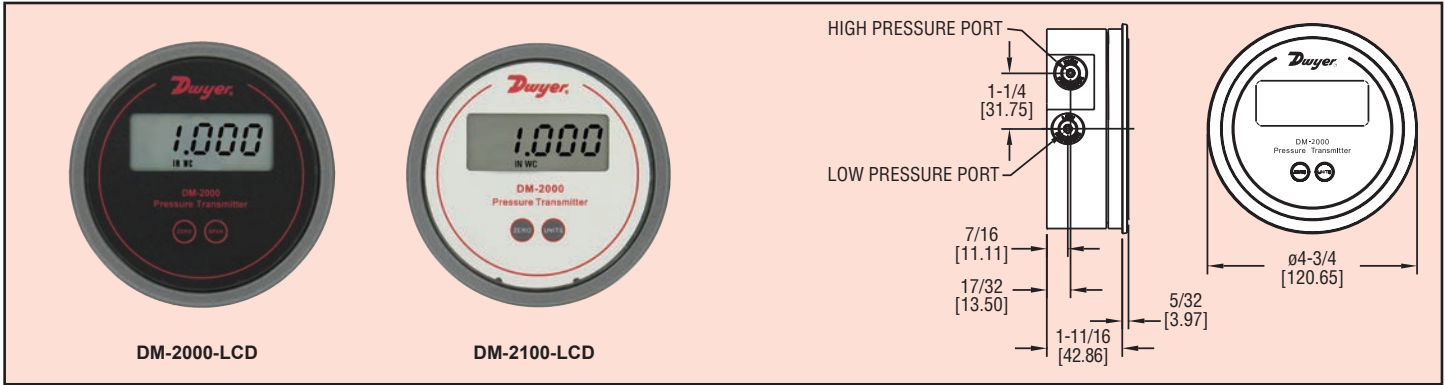 Dwyer®
1.000
IN WC
DM-2000
Pressure Transmitter
ZERO SPAN
DM-2000-LCD
Dwyer®
1.000
IN WC
DM-2000
Pressure Transmitter
ZERO UNITS
DM-2100-LCD
HIGH PRESSURE PORT
1-1/4
[31.75]
LOW PRESSURE PORT
7/16
[11.11]
17/32
[13.50]
1-11/16
[42.86]
5/32
[3.97]
Dwyer®
DM-2000
Pressure Transmitter
ZERO UNITS
ø4-3/4
[120.65]